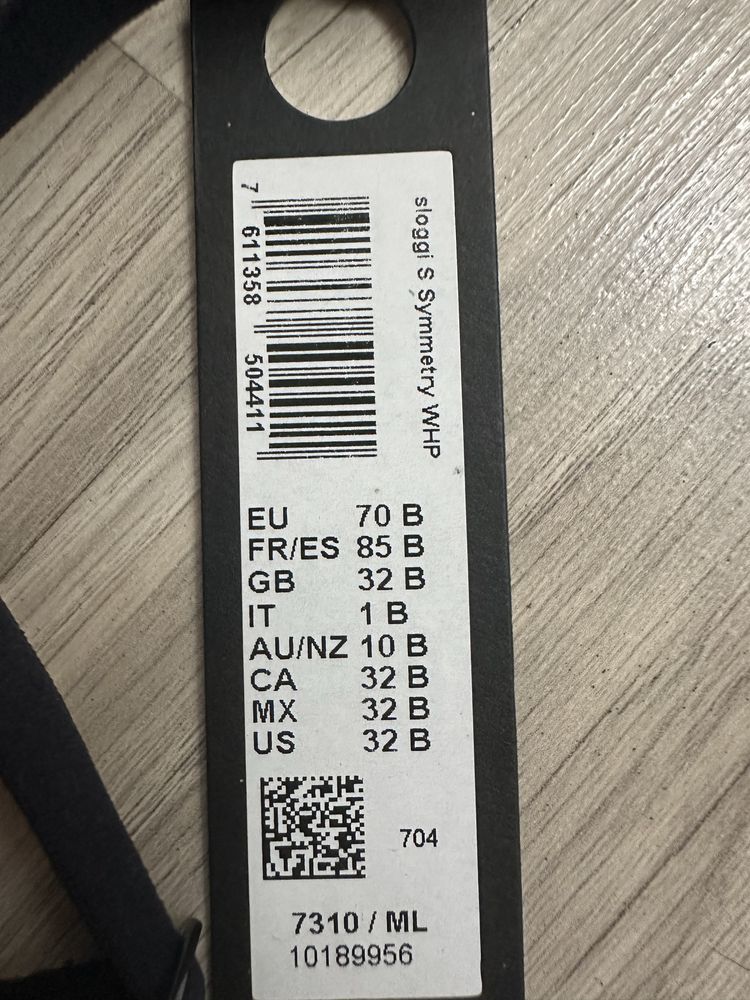 sloggi S Symmetry WHP
7 611358 504411
EU 70 B
FR/ES 85 B
GB 32 B
IT 1 B
AU/NZ 10 B
CA 32 B
MX 32 B
US 32 B
704
7310 / ML
10189956